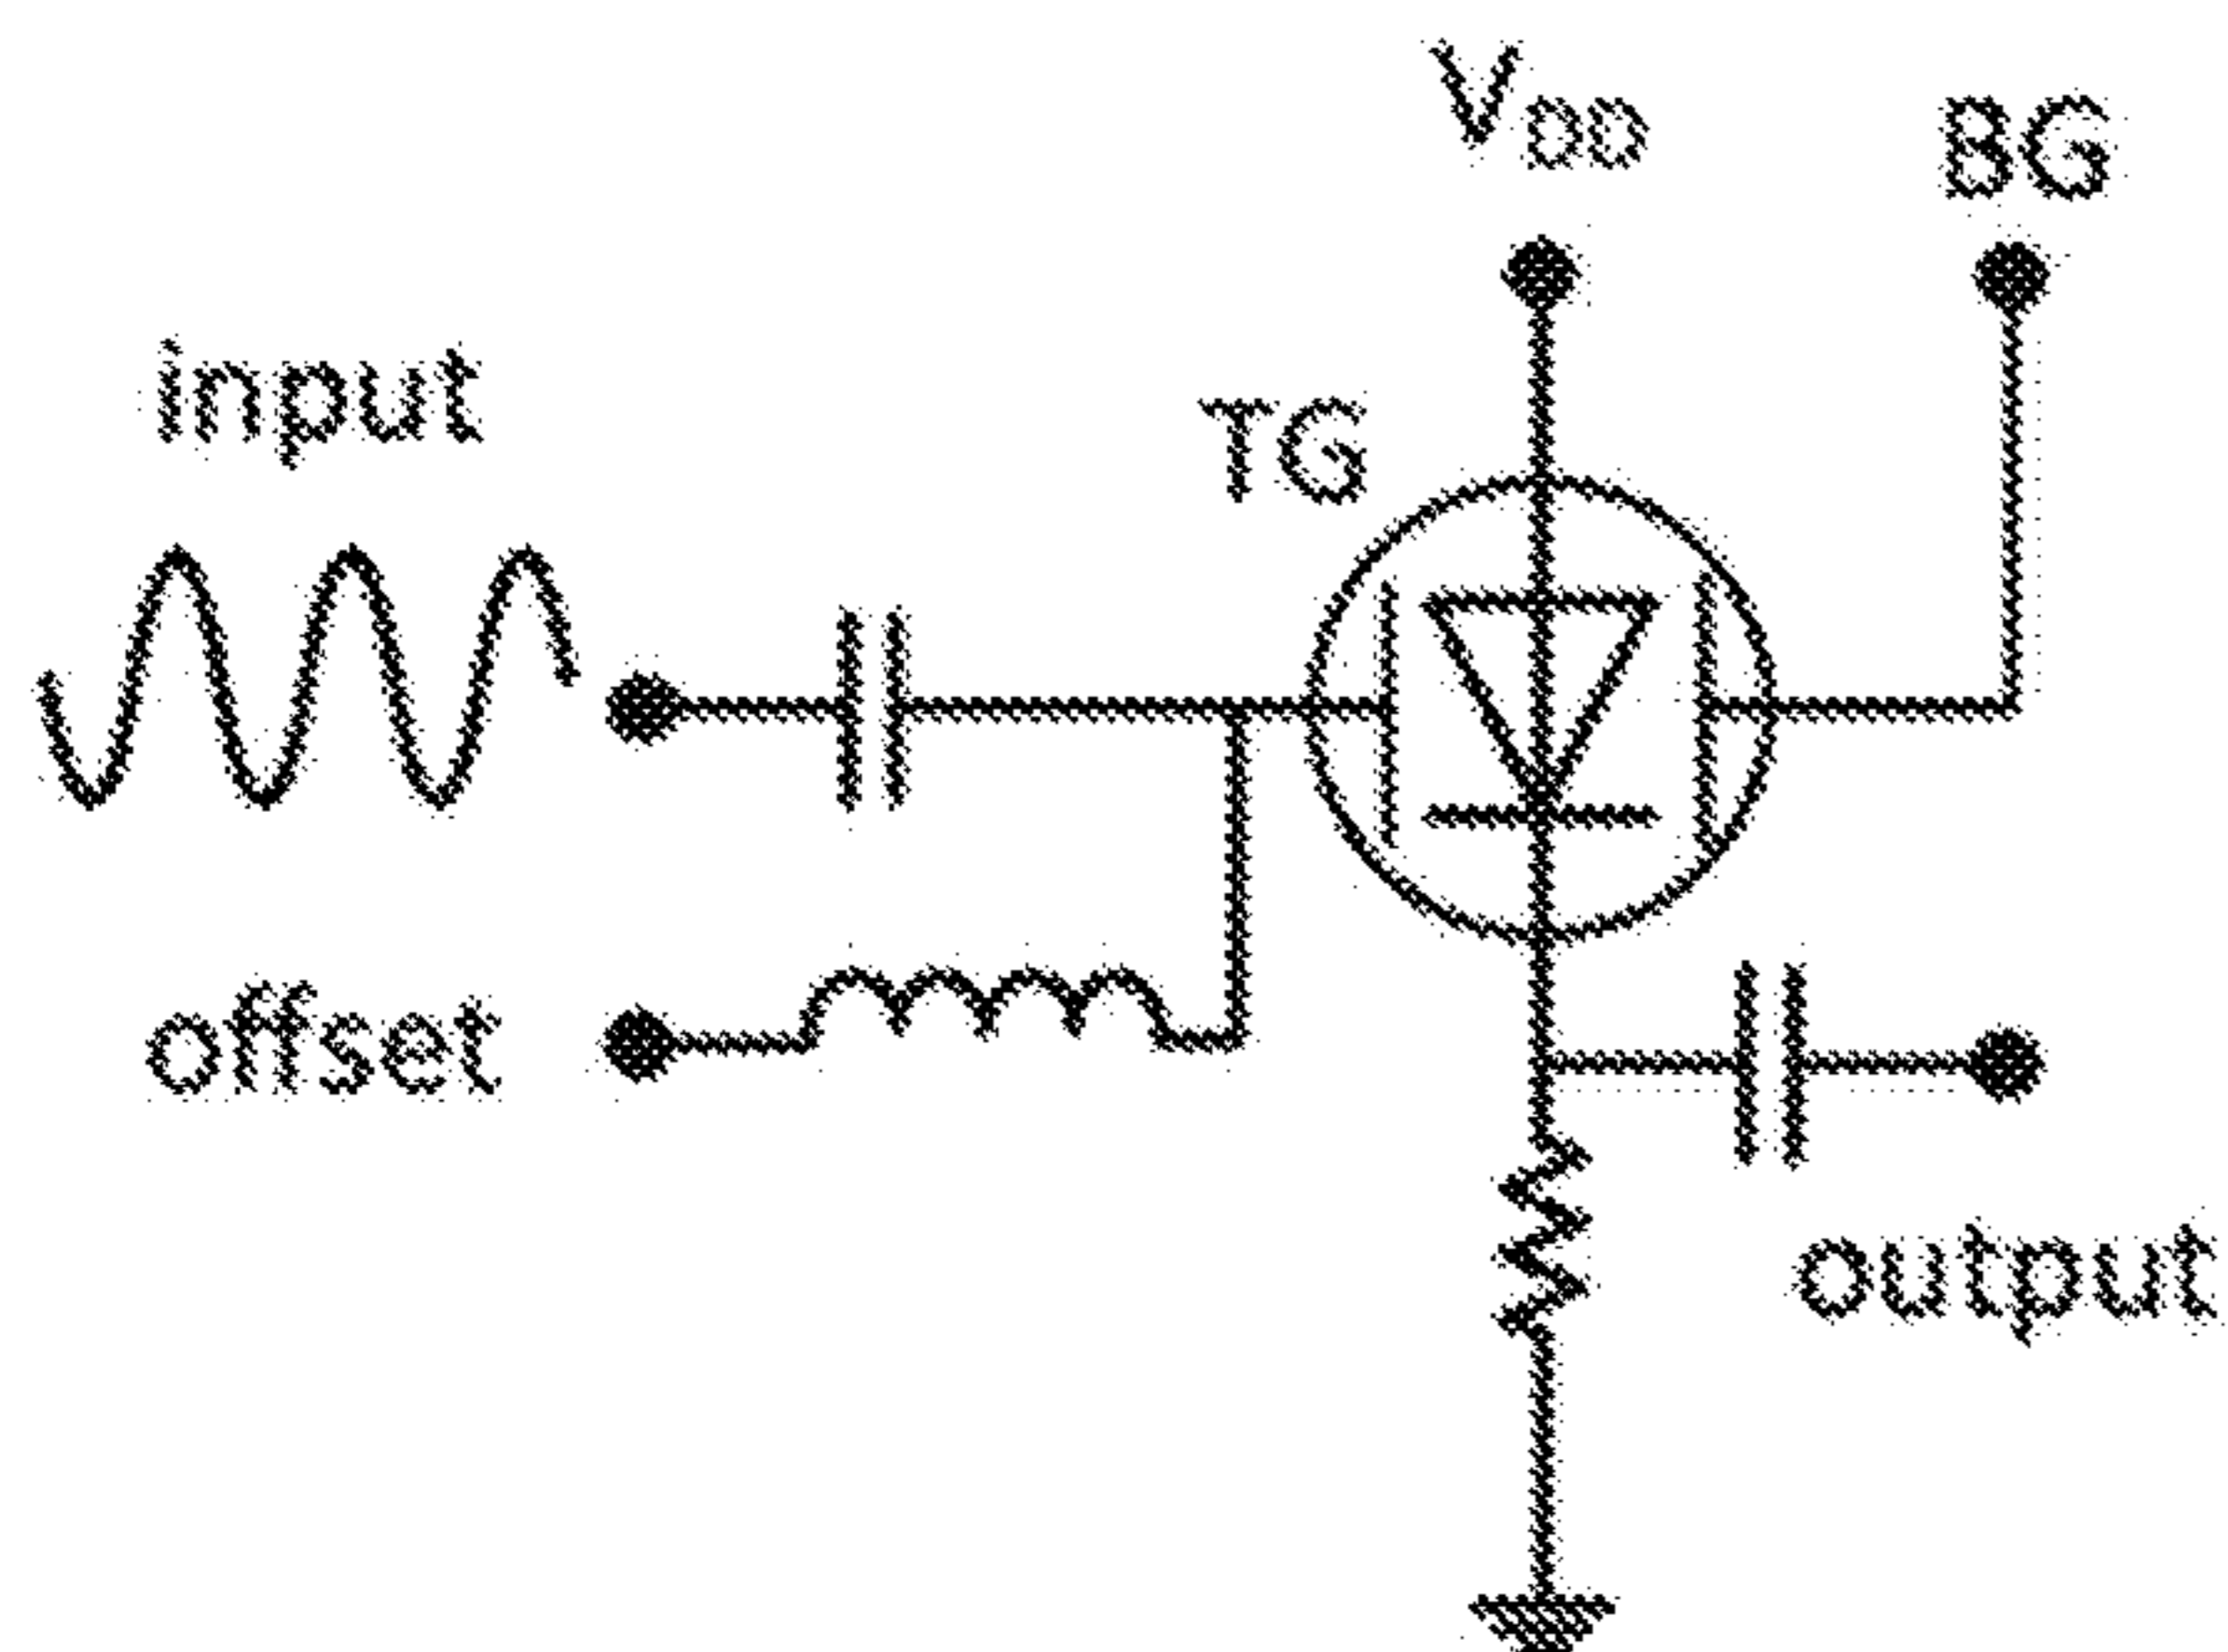 VDD
BG
input
TG
offset
output